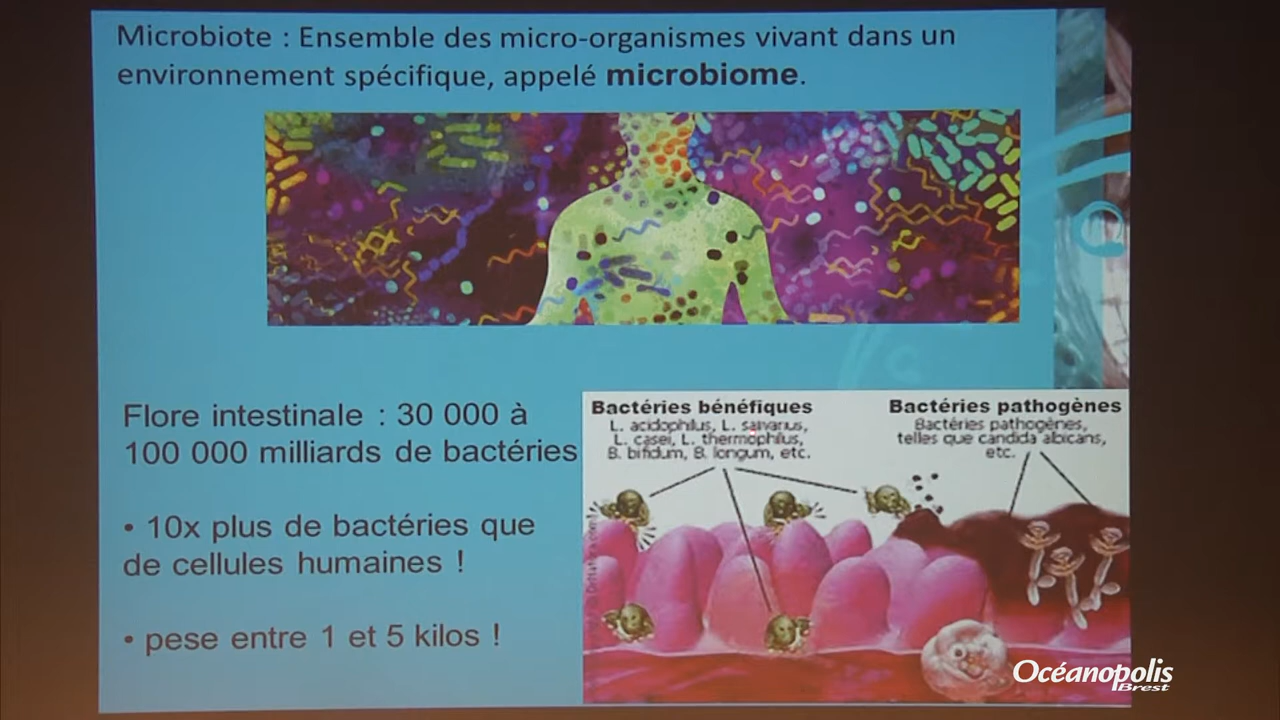 Microbiote : Ensemble des micro-organismes vivant dans un
environnement spécifique, appelé microbiome.
Flore intestinale : 30 000 à
100 000 milliards de bactéries
• 10x plus de bactéries que
de cellules humaines !
• pese entre 1 et 5 kilos !
Bactéries bénéfiques
L. acidophilus, L. salivarius,
L. casei, L. thermophilus,
B. bifidum, B. longum, etc.
Bactéries pathogènes
Bactéries pathogènes,
telles que candida albicans,
etc.
Océanopolis
Brest